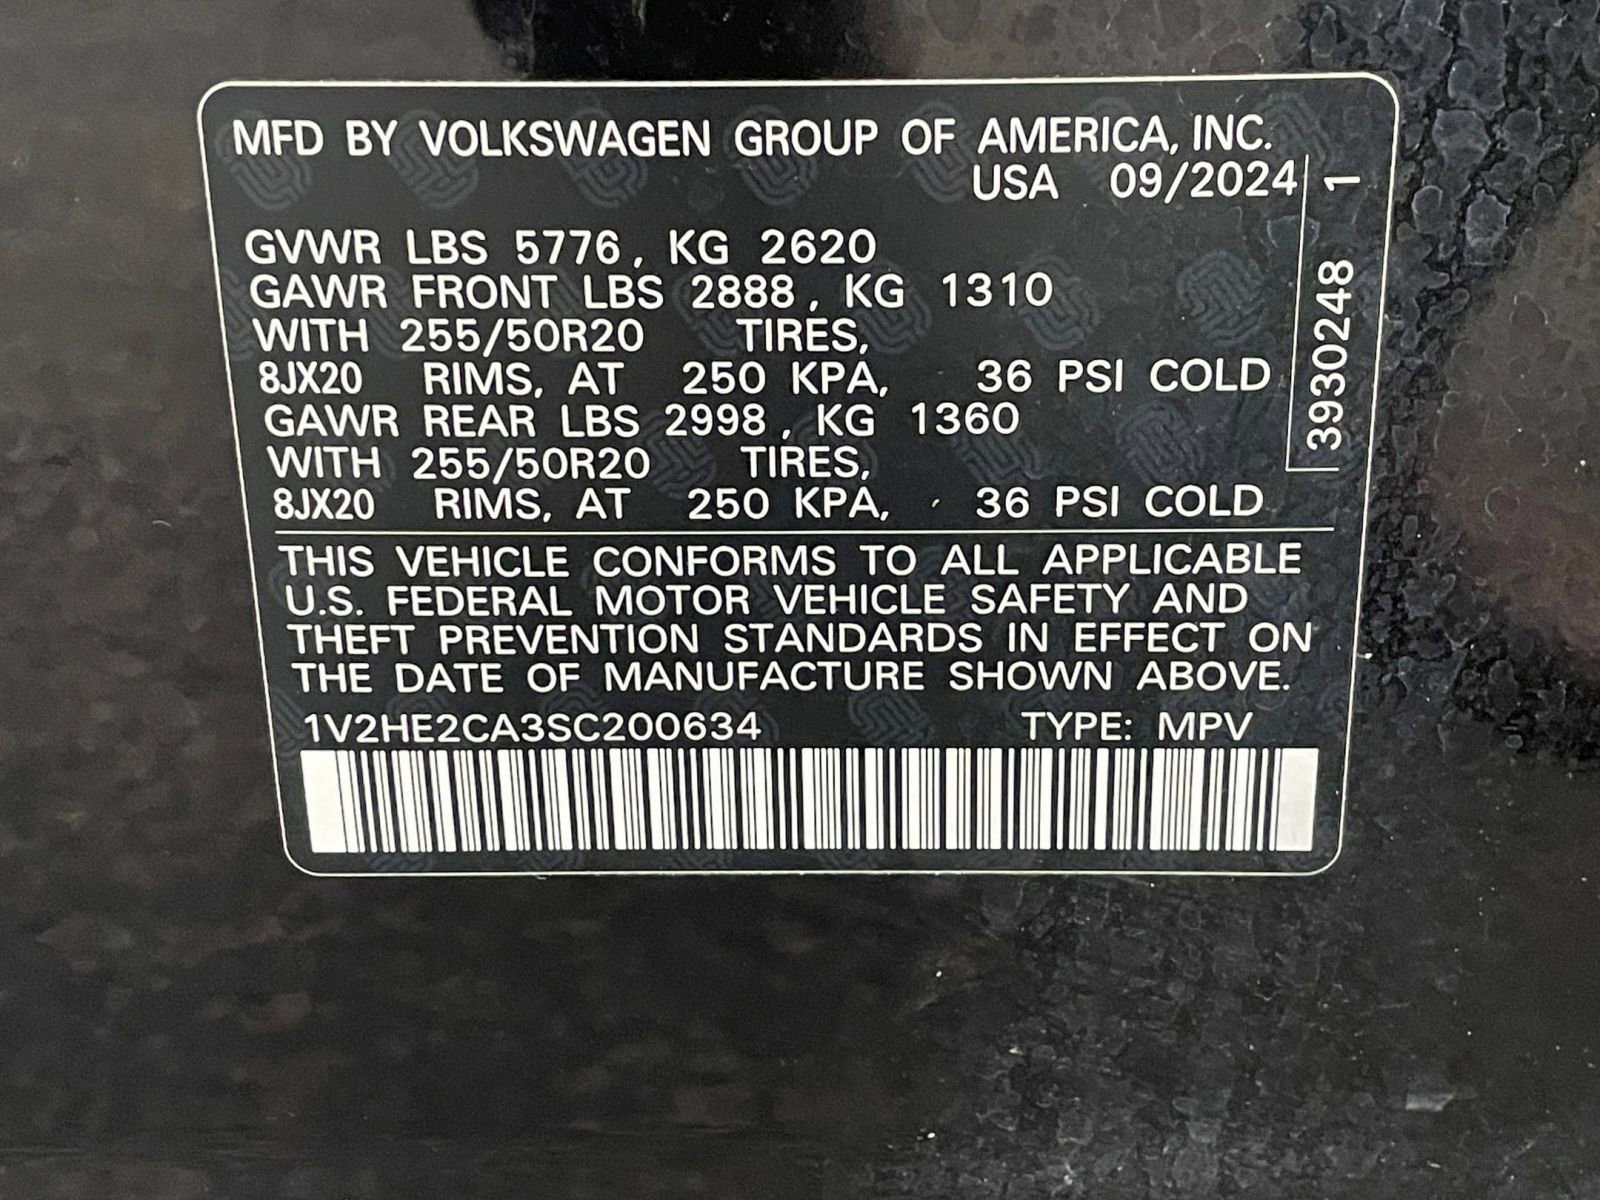 MFD BY VOLKSWAGEN GROUP OF AMERICA, INC.
USA 09/2024
GVWR LBS 5776, KG 2620
GAWR FRONT LBS 2888, KG 1310
WITH 255/50R20 TIRES,
8JX20 RIMS, AT 250 KPA, 36 PSI COLD
GAWR REAR LBS 2998, KG 1360
WITH 255/50R20 TIRES,
8JX20 RIMS, AT 250 KPA, 36 PSI COLD
3930248 1
THIS VEHICLE CONFORMS TO ALL APPLICABLE
U.S. FEDERAL MOTOR VEHICLE SAFETY AND
THEFT PREVENTION STANDARDS IN EFFECT ON
THE DATE OF MANUFACTURE SHOWN ABOVE.
1V2HE2CA3SC200634 TYPE: MPV